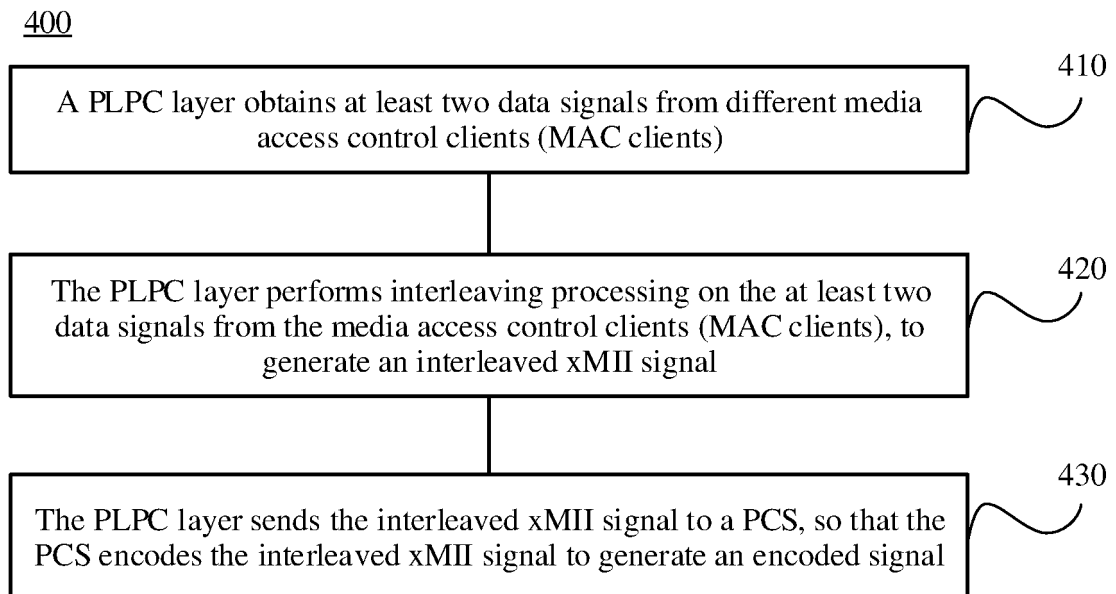 400
410
A PLPC layer obtains at least two data signals from different media
access control clients (MAC clients)
420
The PLPC layer performs interleaving processing on the at least two
data signals from the media access control clients (MAC clients), to
generate an interleaved xMII signal
430
The PLPC layer sends the interleaved xMII signal to a PCS, so that the
PCS encodes the interleaved xMII signal to generate an encoded signal